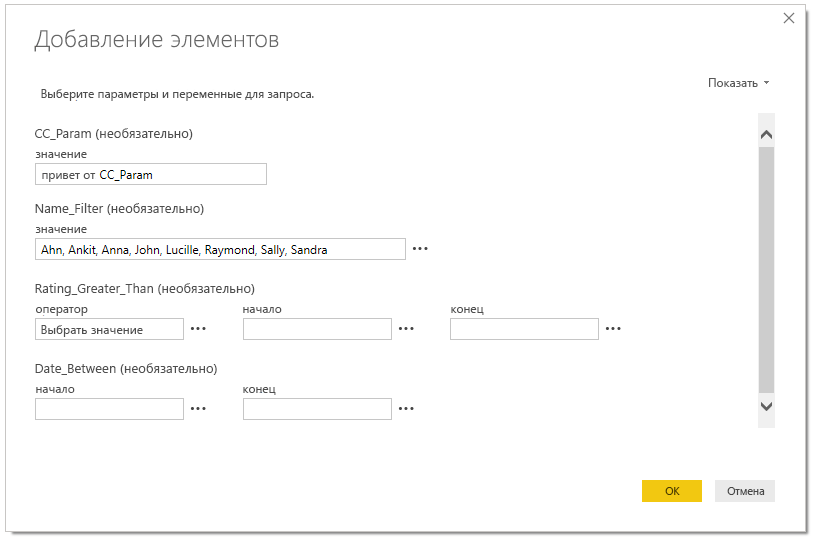 Добавление элементов
Показать
Выберите параметры и переменные для запроса.
CC_Param (необязательно)
значение
привет от CC_Param
Name_Filter (необязательно)
значение
Ahn, Ankit, Anna, John, Lucille, Raymond, Sally, Sandra
Rating_Greater_Than (необязательно)
оператор начало конец
Выбрать значение
Date_Between (необязательно)
начало конец
ОК Отмена